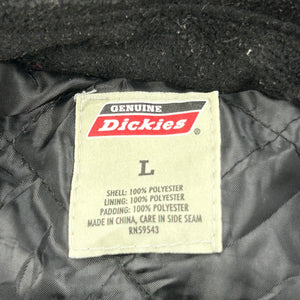 GENUINE
Dickies®
L
SHELL: 100% POLYESTER
LINING: 100% POLYESTER
PADDING: 100% POLYESTER
MADE IN CHINA, CARE IN SIDE SEAM
RN59543